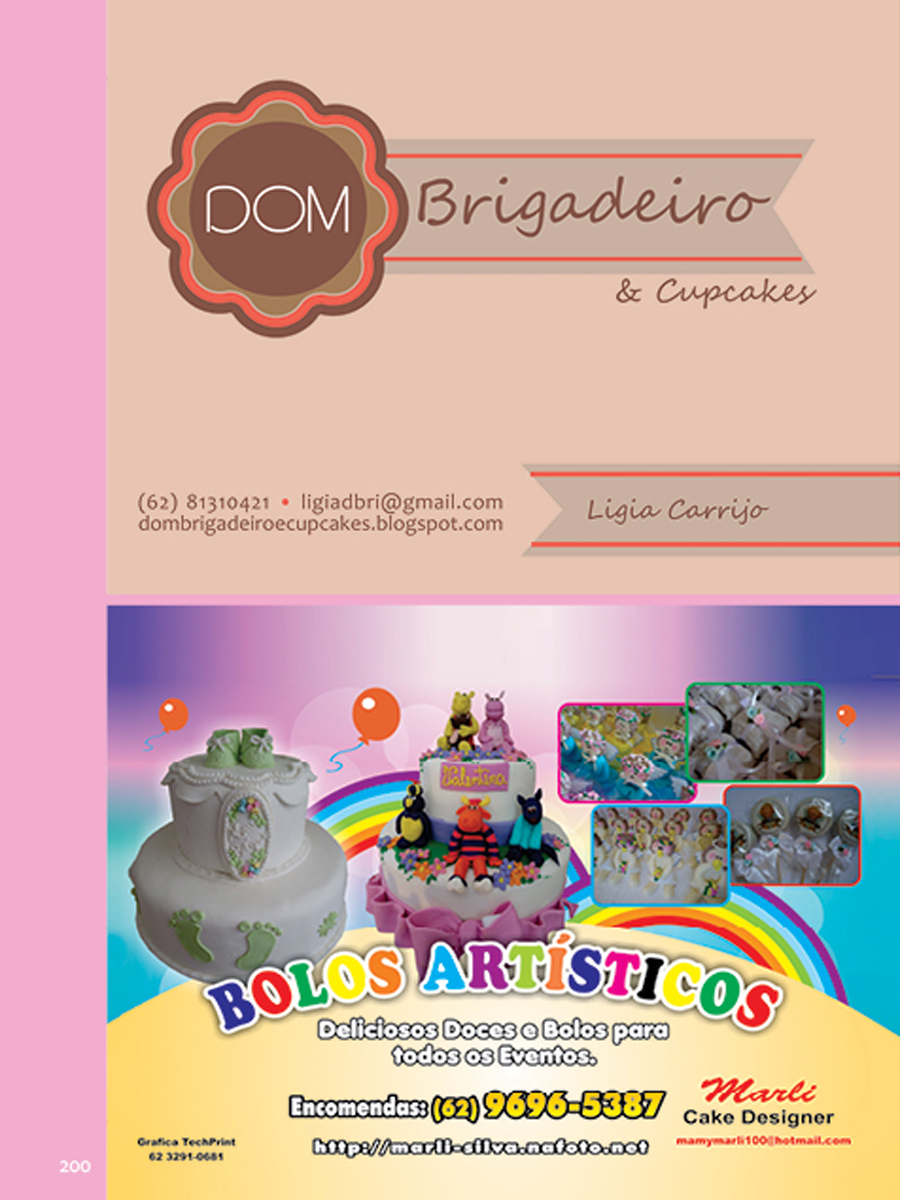 DOM
Brigadeiro
& Cupcakes
(62) 81310421 • ligiadbri@gmail.com
dombrigadeiroecupcakes.blogspot.com
Ligia Carrijo
Valentina
BOLOS ARTÍSTICOS
Deliciosos Doces e Bolos para
todos os Eventos.
Encomendas: (62) 9696-5387
http://marli-silva.nafoto.net
Marli
Cake Designer
mamymarli100@hotmail.com
Grafica TechPrint
62 3291-0681
200